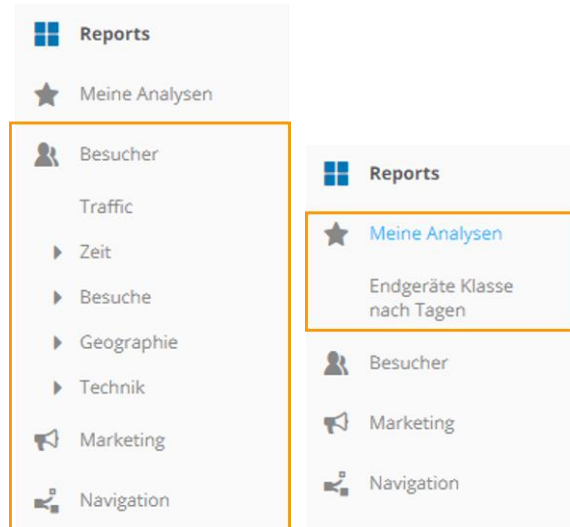 Reports
Meine Analysen
Besucher
Traffic
Zeit
Besuche
Geographie
Technik
Marketing
Navigation
Reports
Meine Analysen
Endgeräte Klasse
nach Tagen
Besucher
Marketing
Navigation